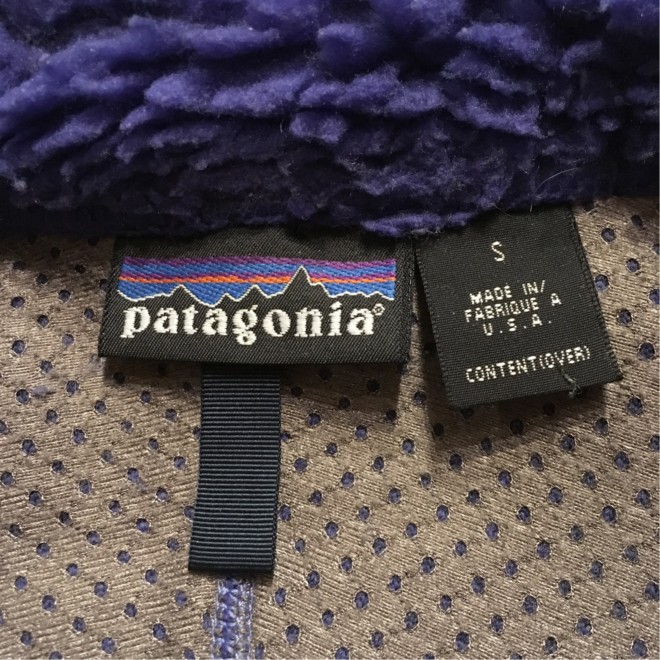 patagonia®
S
MADE IN/
FABRIQUE A
U.S.A.
CONTENT(OVER)